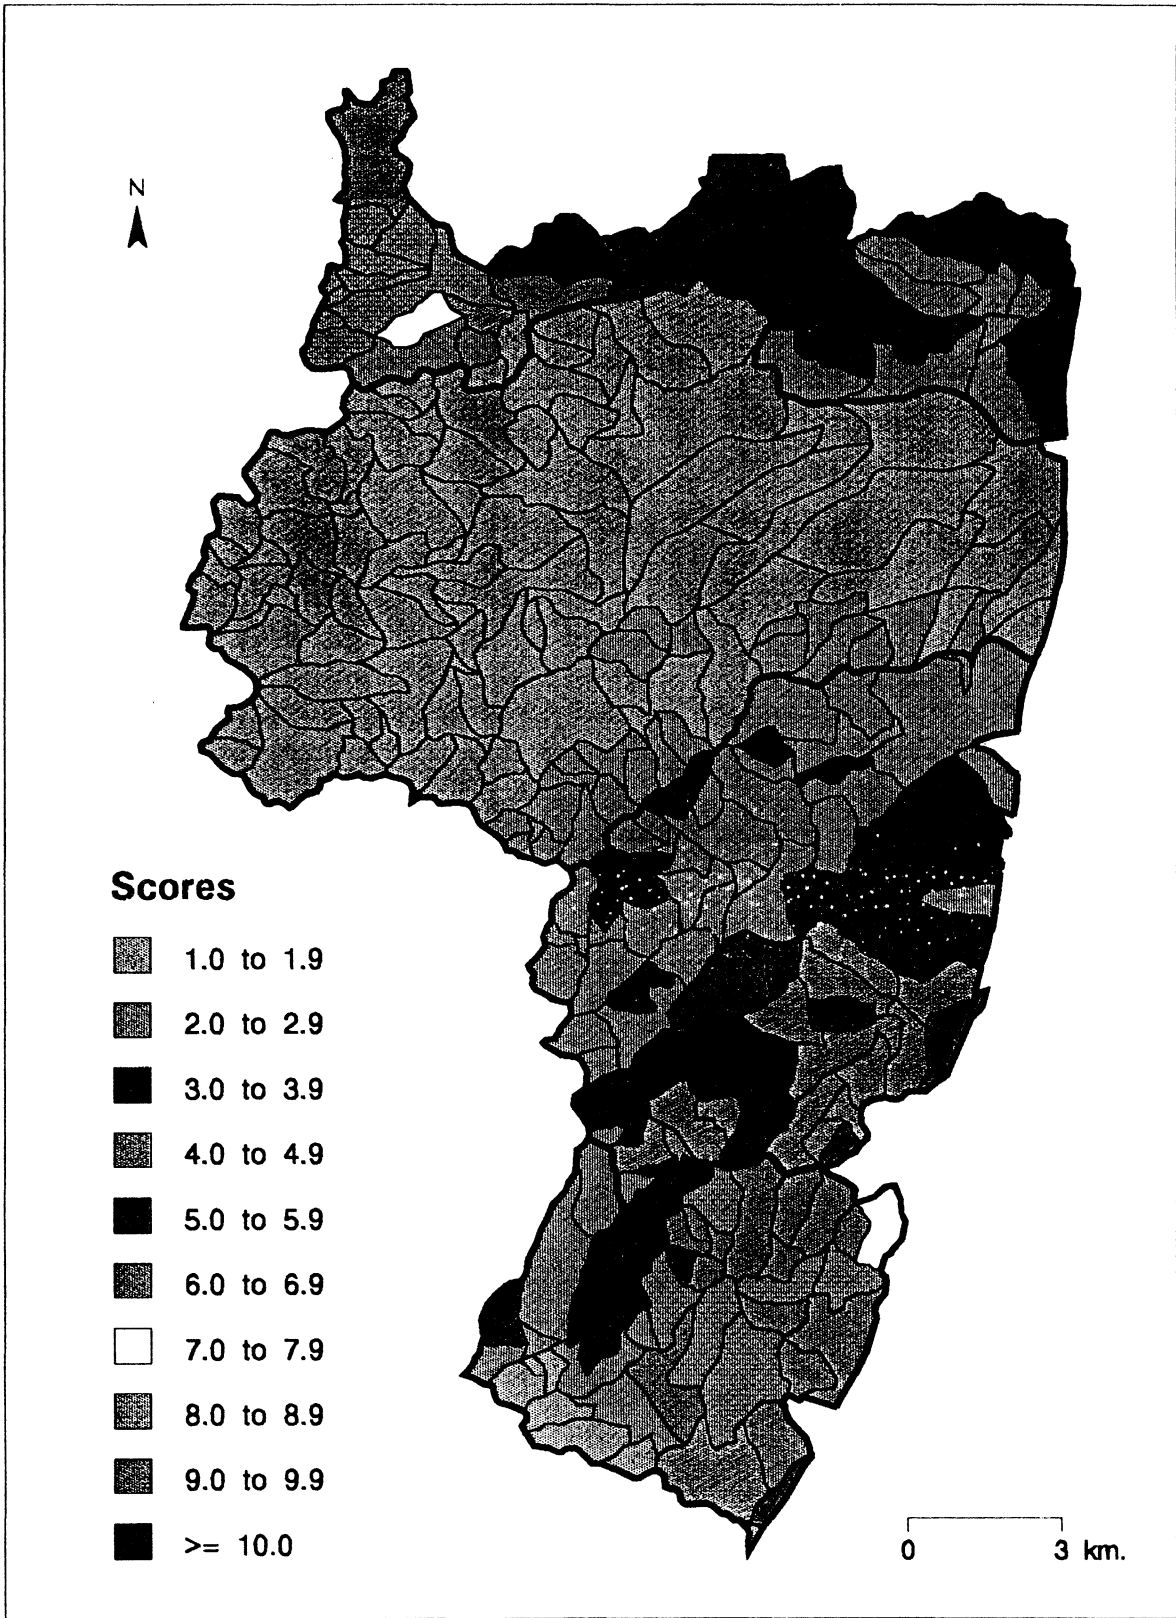 N
Scores
1.0 to 1.9
2.0 to 2.9
3.0 to 3.9
4.0 to 4.9
5.0 to 5.9
6.0 to 6.9
7.0 to 7.9
8.0 to 8.9
9.0 to 9.9
>= 10.0
0 3 km.